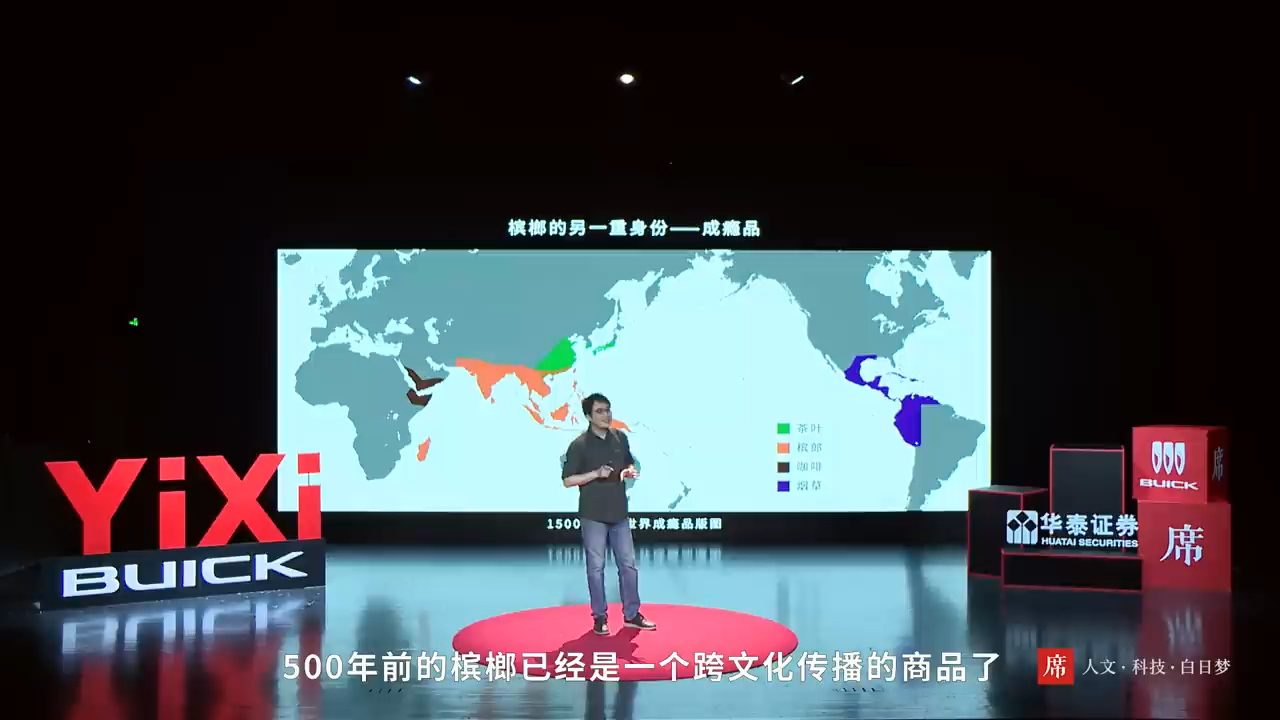 槟榔的另一重身份——成瘾品
茶叶
槟郎
咖啡
烟草
1500
世界成瘾品版图
YiXi
BUICK
BUICK
席
华泰证券
HUATAI SECURITIES
席
500年前的槟榔已经是一个跨文化传播的商品了
席 人文·科技·白日梦